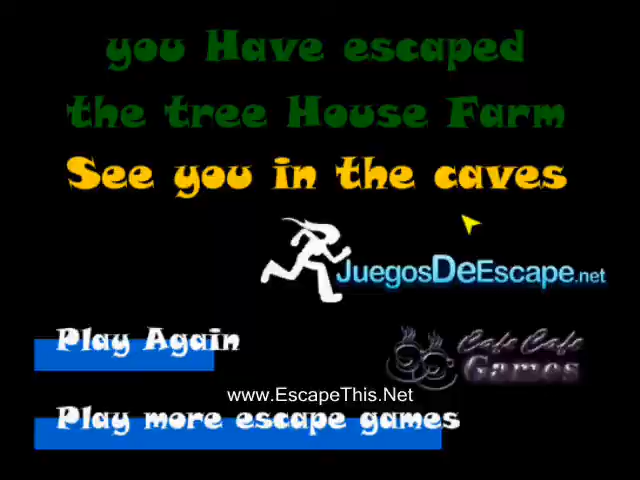 you Have escaped
the tree House Farm
See you in the caves
JuegosDeEscape.net
Play Again
Cafe Cafe
Games
www.EscapeThis.Net
Play more escape games